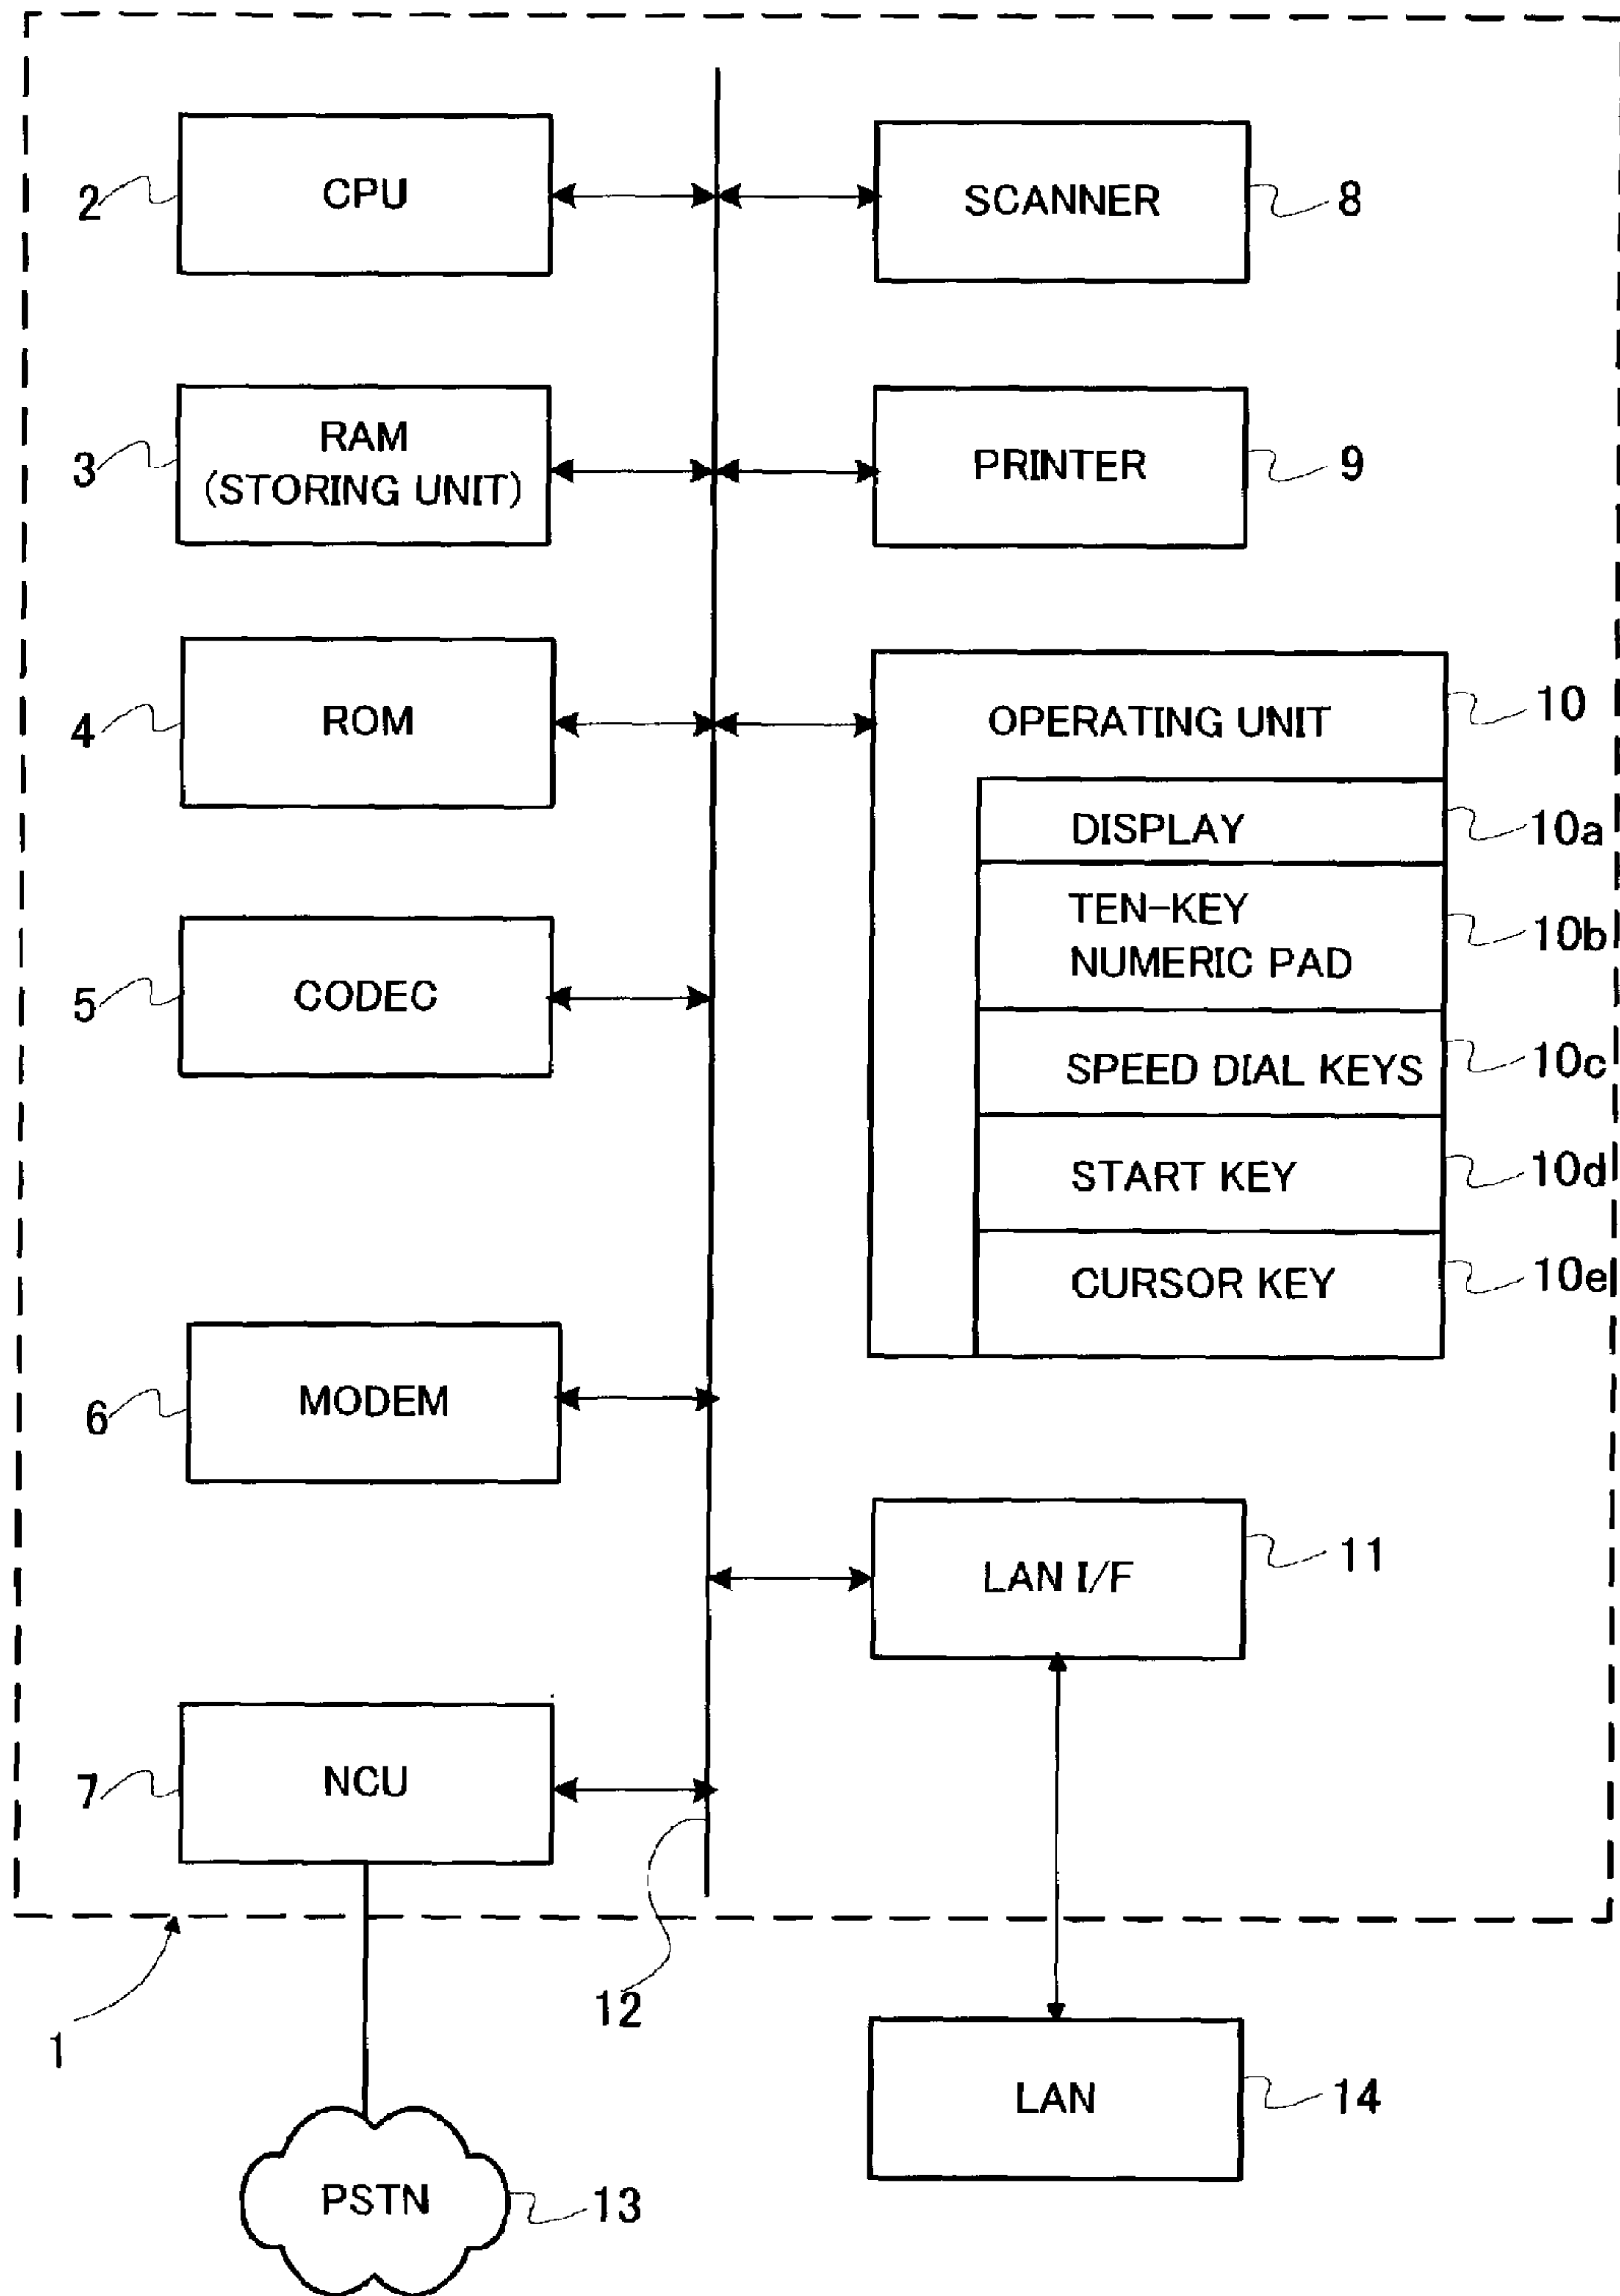 2
CPU
SCANNER
8
3
RAM
(STORING UNIT)
PRINTER
9
4
ROM
OPERATING UNIT
10
DISPLAY
10a
TEN-KEY
NUMERIC PAD
10b
5
CODEC
SPEED DIAL KEYS
10c
START KEY
10d
CURSOR KEY
10e
6
MODEM
LAN I/F
11
7
NCU
1
12
LAN
14
PSTN
13